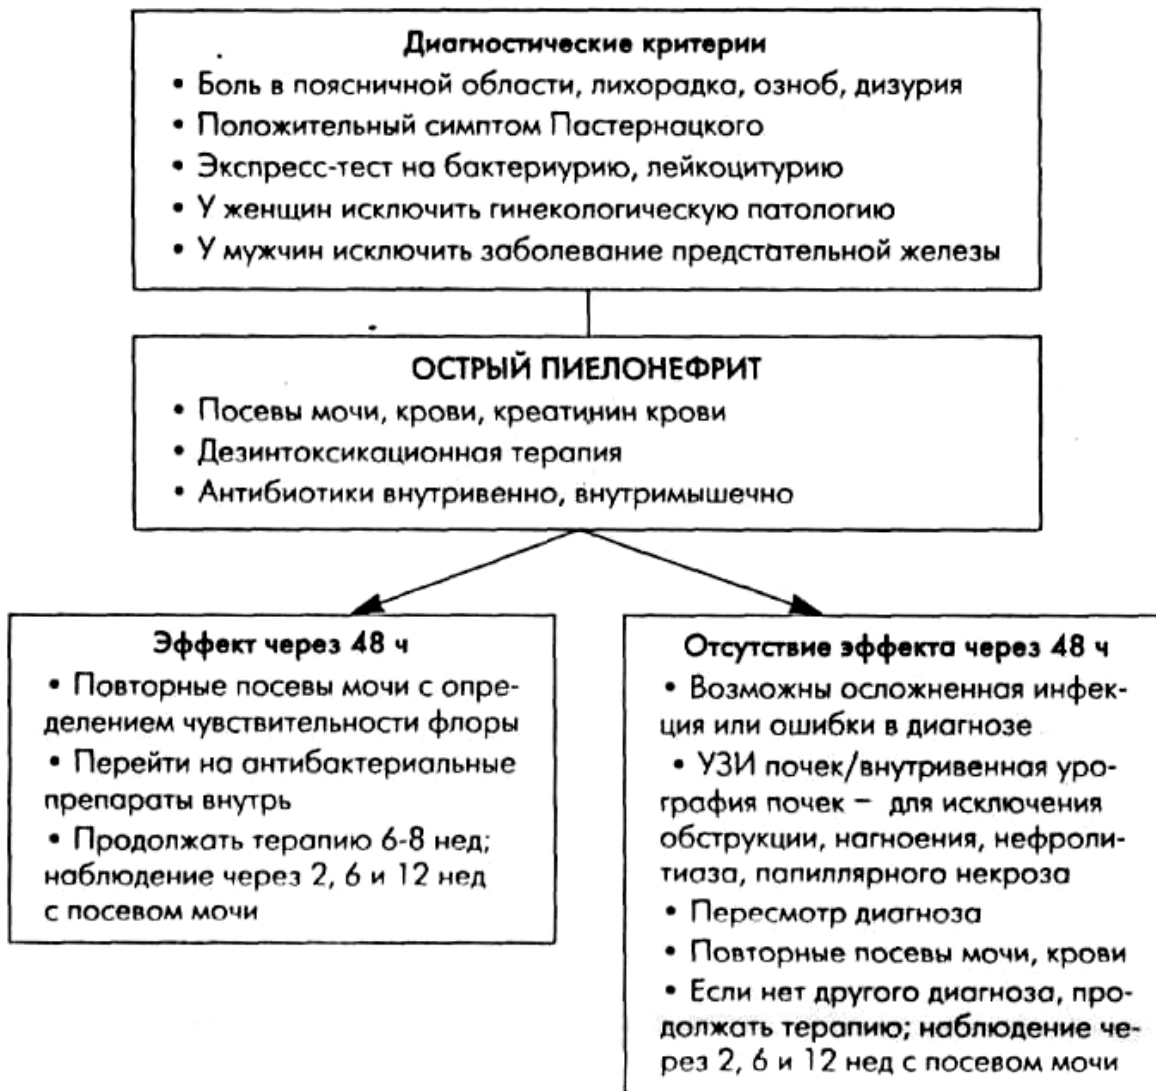 Диагностические критерии
• Боль в поясничной области, лихорадка, озноб, дизурия
• Положительный симптом Пастернацкого
• Экспресс-тест на бактериурию, лейкоцитурию
• У женщин исключить гинекологическую патологию
• У мужчин исключить заболевание предстательной железы
ОСТРЫЙ ПИЕЛОНЕФРИТ
• Посевы мочи, крови, креатинин крови
• Дезинтоксикационная терапия
• Антибиотики внутривенно, внутримышечно
Эффект через 48 ч
• Повторные посевы мочи с опре-
делением чувствительности флоры
• Перейти на антибактериальные
препараты внутрь
• Продолжать терапию 6-8 нед;
наблюдение через 2, 6 и 12 нед
с посевом мочи
Отсутствие эффекта через 48 ч
• Возможны осложненная инфек-
ция или ошибки в диагнозе
• УЗИ почек/внутривенная уро-
графия почек – для исключения
обструкции, нагноения, нефроли-
тиаза, папиллярного некроза
• Пересмотр диагноза
• Повторные посевы мочи, крови
• Если нет другого диагноза, про-
должать терапию; наблюдение че-
рез 2, 6 и 12 нед с посевом мочи